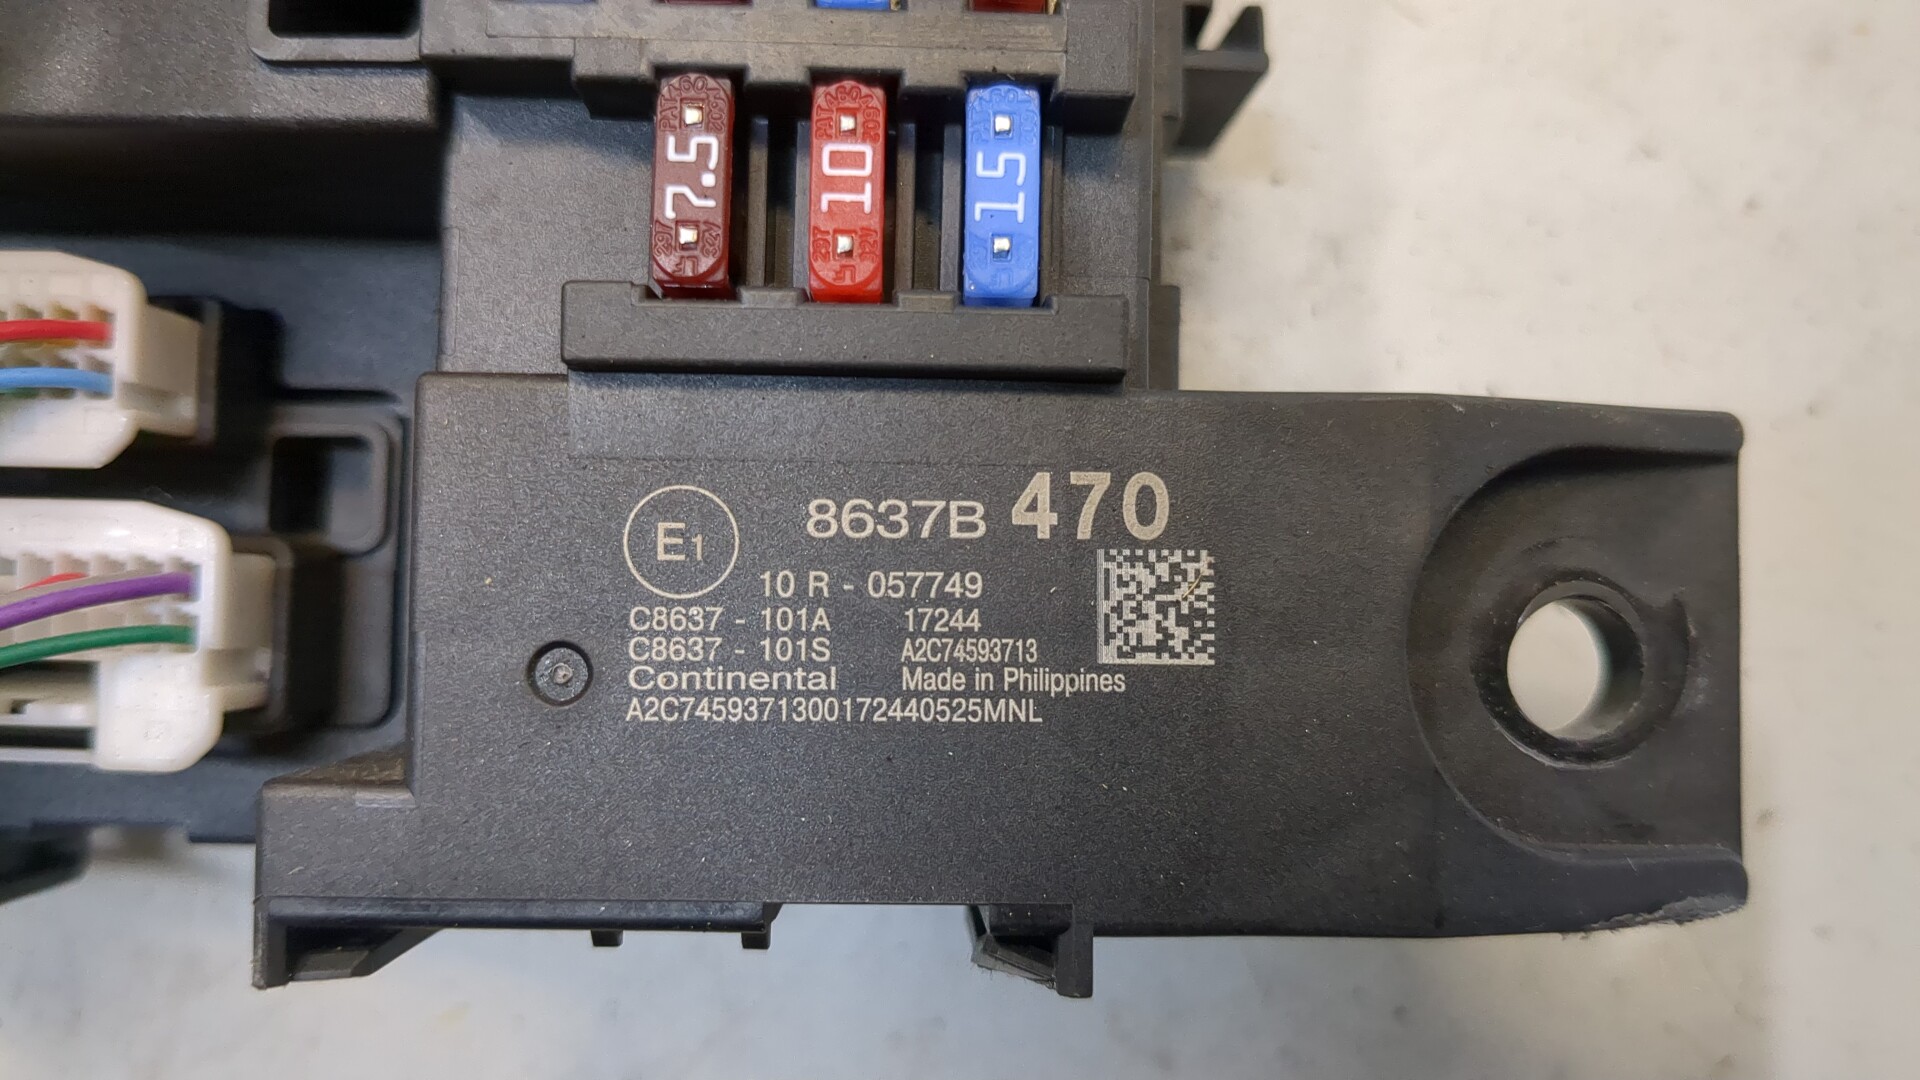 7.5
10
15
E1
8637B 470
10 R - 057749
C8637 - 101A 17244
C8637 - 101S A2C74593713
Continental Made in Philippines
A2C7459371300172440525MNL